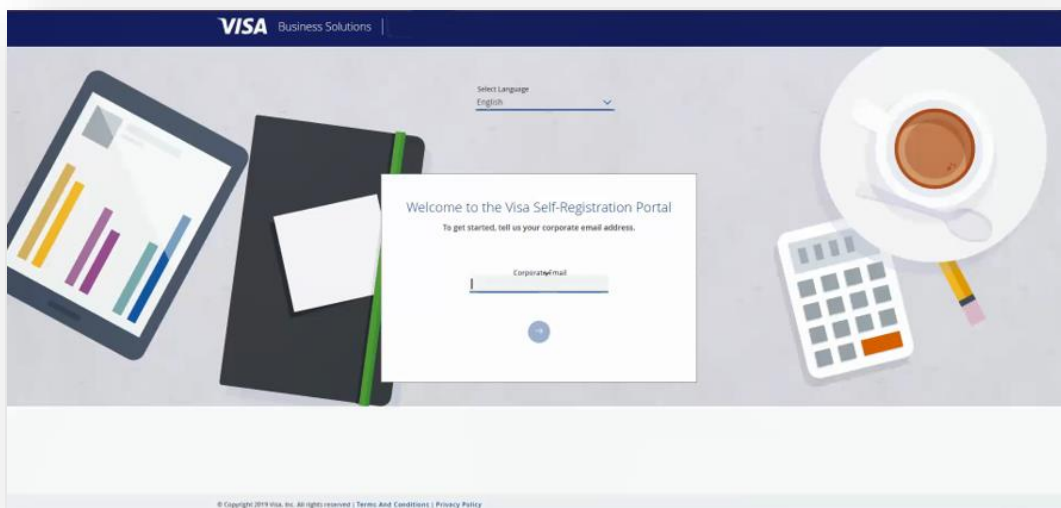 VISA Business Solutions
Select Language
English
Welcome to the Visa Self-Registration Portal
To get started, tell us your corporate email address.
Corporate Email
© Copyright 2019 Visa, Inc. All rights reserved | Terms And Conditions | Privacy Policy